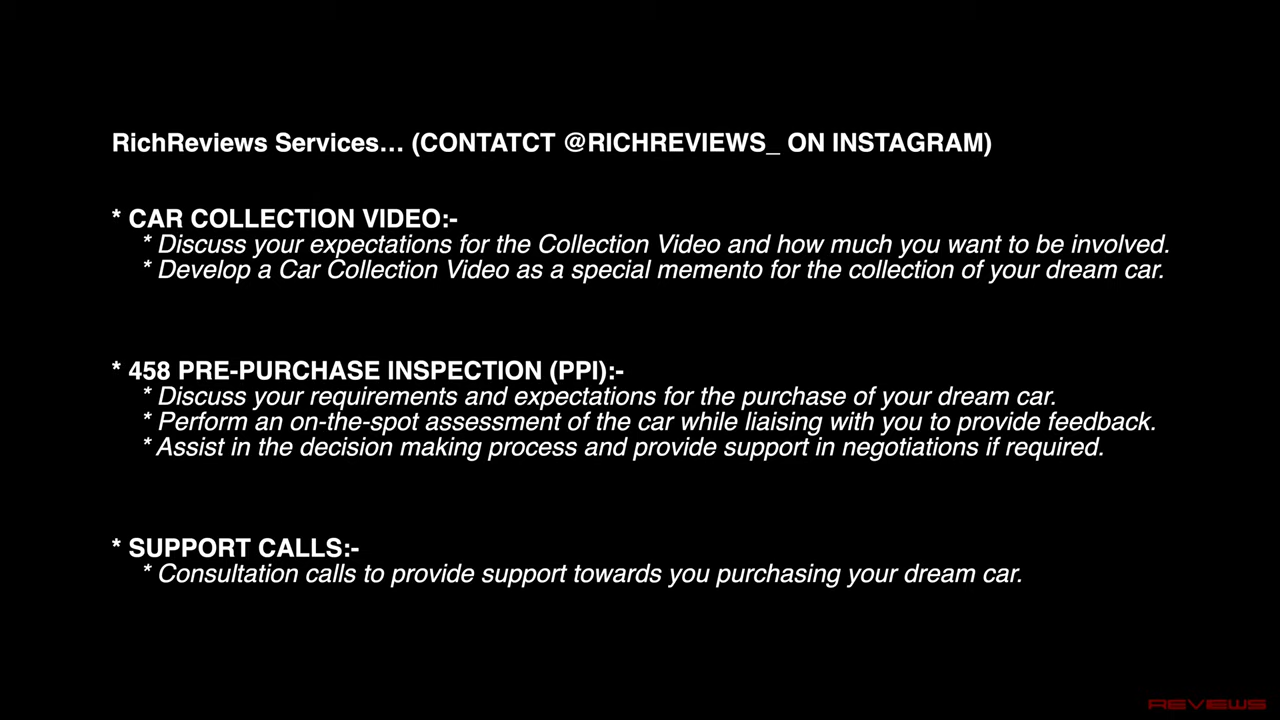 RichReviews Services... (CONTATCT @RICHREVIEWS_ ON INSTAGRAM)
* CAR COLLECTION VIDEO:-
* Discuss your expectations for the Collection Video and how much you want to be involved.
* Develop a Car Collection Video as a special memento for the collection of your dream car.
* 458 PRE-PURCHASE INSPECTION (PPI):-
* Discuss your requirements and expectations for the purchase of your dream car.
* Perform an on-the-spot assessment of the car while liaising with you to provide feedback.
* Assist in the decision making process and provide support in negotiations if required.
* SUPPORT CALLS:-
* Consultation calls to provide support towards you purchasing your dream car.
REVIEWS